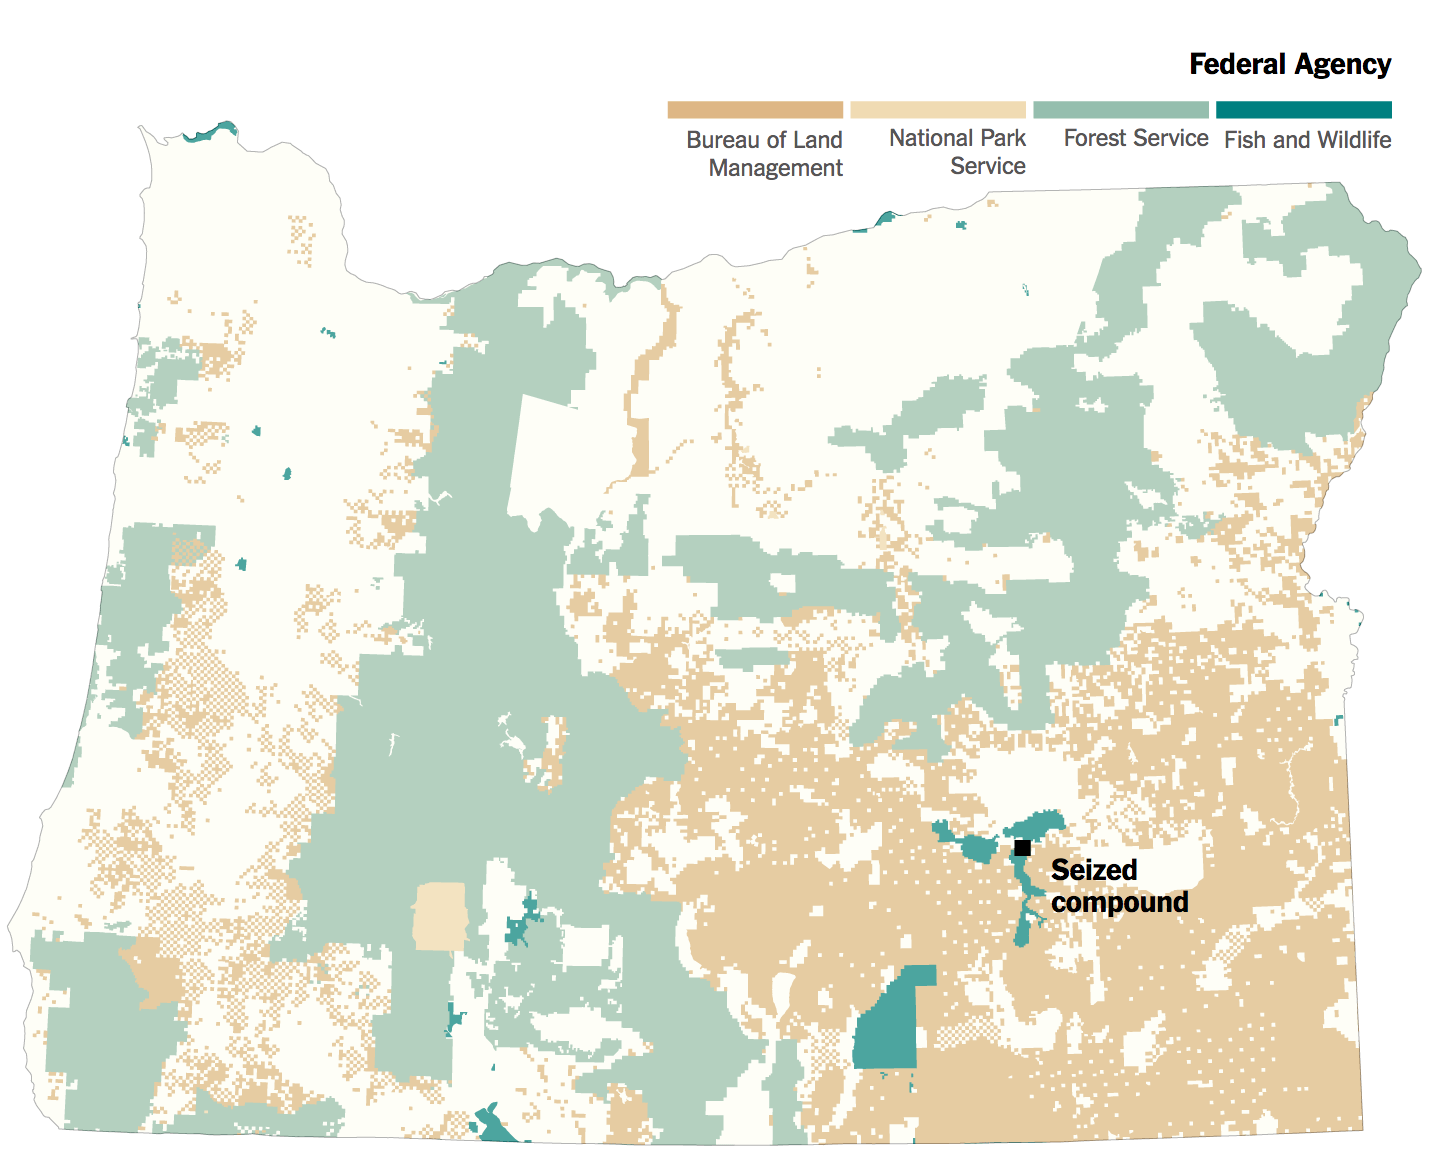 Federal Agency
Bureau of Land
Management
National Park
Service
Forest Service
Fish and Wildlife
Seized
compound